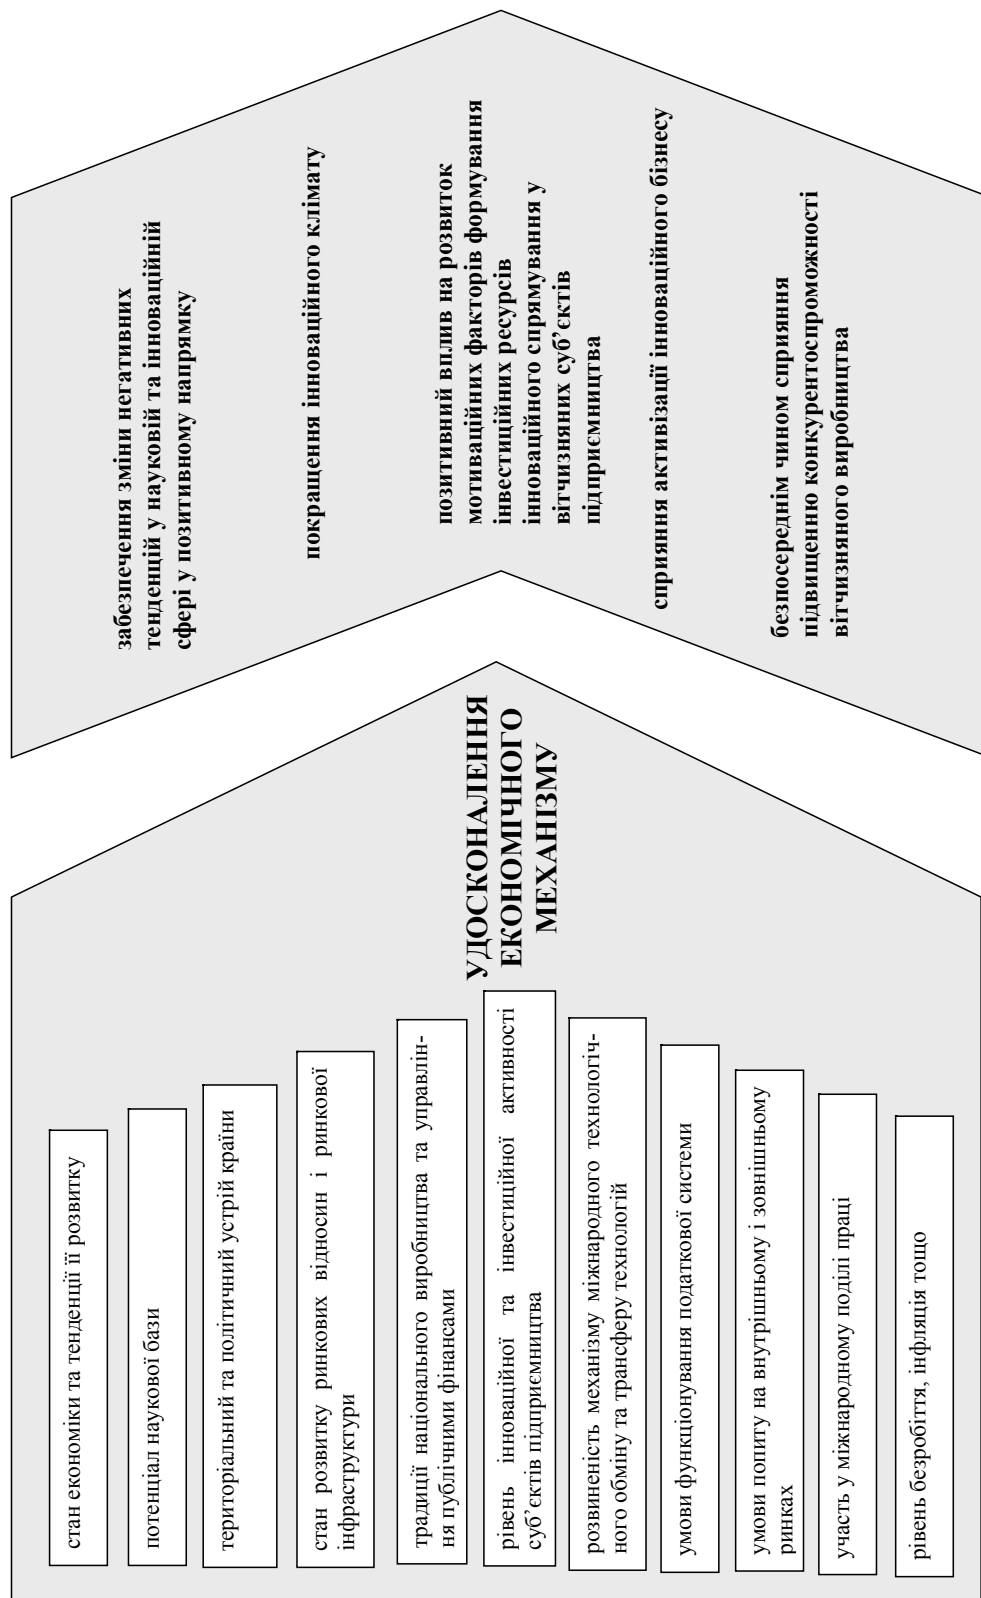 стан економіки та тенденції її розвитку
потенціал наукової бази
територіальний та політичний устрій країни
стан розвитку ринкових відносин і ринкової
інфраструктури
традиції національного виробництва та управлін-
ня публічними фінансами
рівень інноваційної та інвестиційної активності
суб’єктів підприємництва
розвиненість механізму міжнародного технологіч-
ного обміну та трансферу технологій
умови функціонування податкової системи
умови попиту на внутрішньому і зовнішньому
ринках
участь у міжнародному поділі праці
рівень безробіття, інфляція тощо
УДОСКОНАЛЕННЯ
ЕКОНОМІЧНОГО
МЕХАНІЗМУ
забезпечення зміни негативних
тенденцій у науковій та інноваційній
сфері у позитивному напрямку
покращення інноваційного клімату
позитивний вплив на розвиток
мотиваційних факторів формування
інвестиційних ресурсів
інноваційного спрямування у
вітчизняних суб’єктів
підприємництва
сприяння активізації інноваційного бізнесу
безпосереднім чином сприяння
підвищенню конкурентоспроможності
вітчизняного виробництва